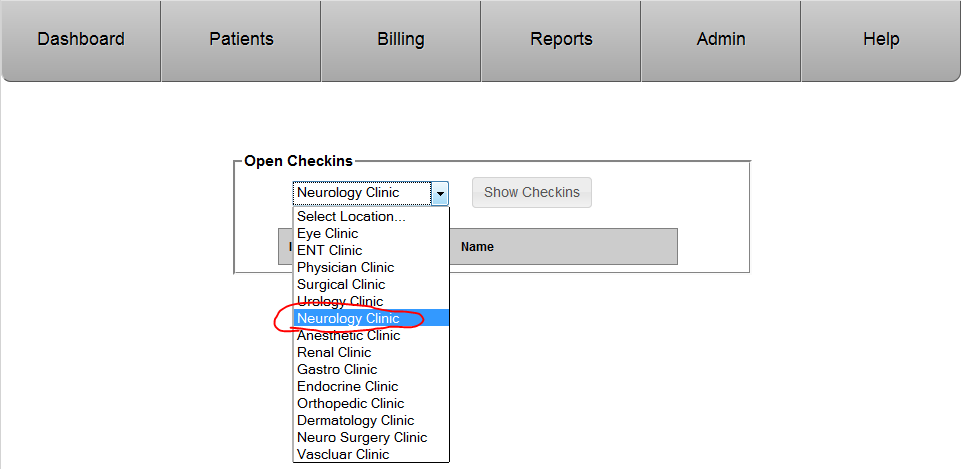 Dashboard Patients Billing Reports Admin Help
Open Checkins
Neurology Clinic Show Checkins
Select Location...
Eye Clinic
ENT Clinic
Name
Physician Clinic
Surgical Clinic
Urology Clinic
Neurology Clinic
Anesthetic Clinic
Renal Clinic
Gastro Clinic
Endocrine Clinic
Orthopedic Clinic
Dermatology Clinic
Neuro Surgery Clinic
Vascluar Clinic